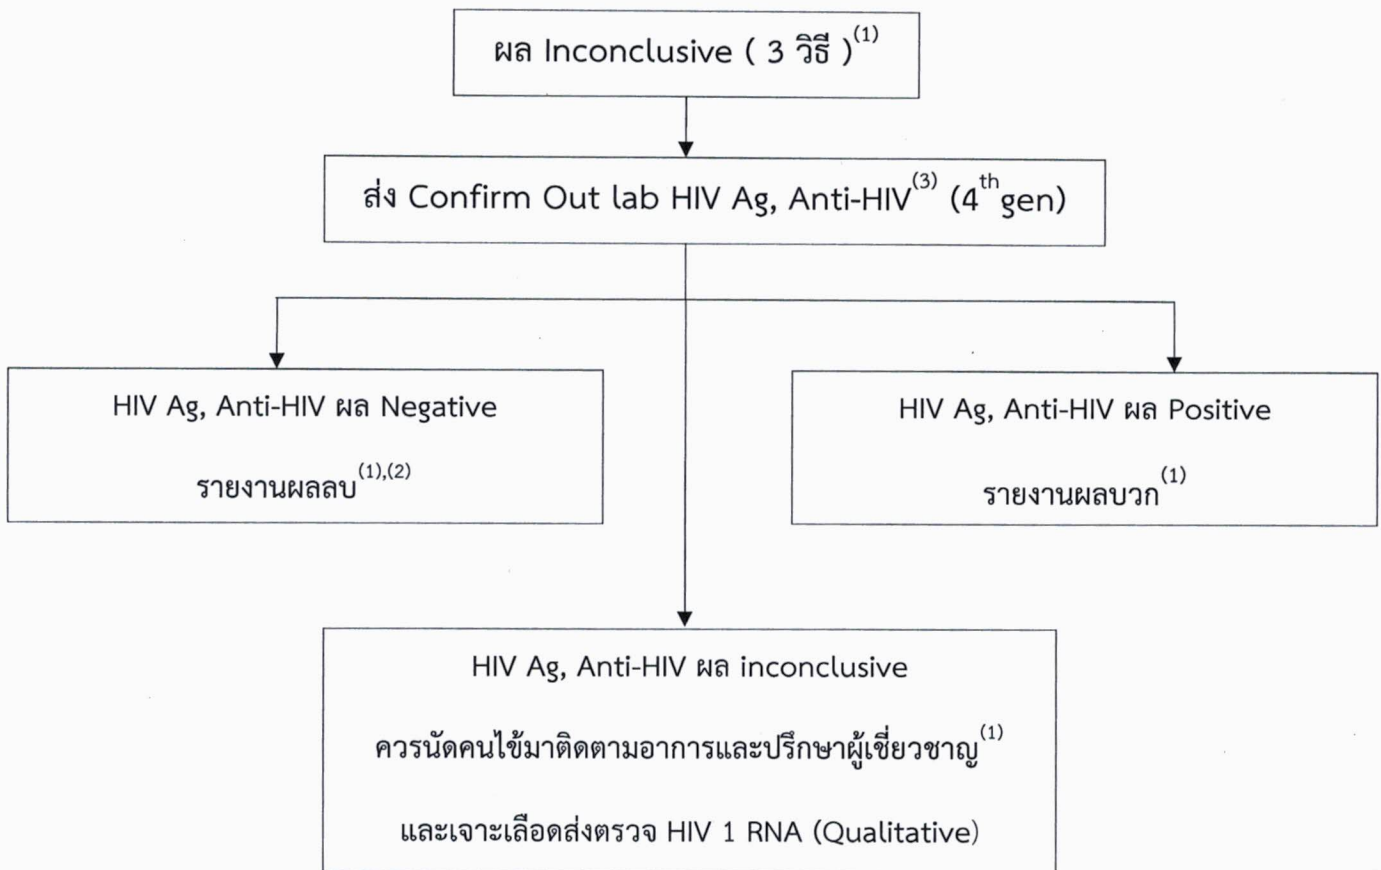 ผล Inconclusive ( 3 วิธี )(1)
ส่ง Confirm Out lab HIV Ag, Anti-HIV(3) (4th gen)
HIV Ag, Anti-HIV ผล Negative
รายงานผลลบ(1),(2)
HIV Ag, Anti-HIV ผล Positive
รายงานผลบวก(1)
HIV Ag, Anti-HIV ผล inconclusive
ควรนัดคนไข้มาติดตามอาการและปรึกษาผู้เชี่ยวชาญ(1)
และเจาะเลือดส่งตรวจ HIV 1 RNA (Qualitative)